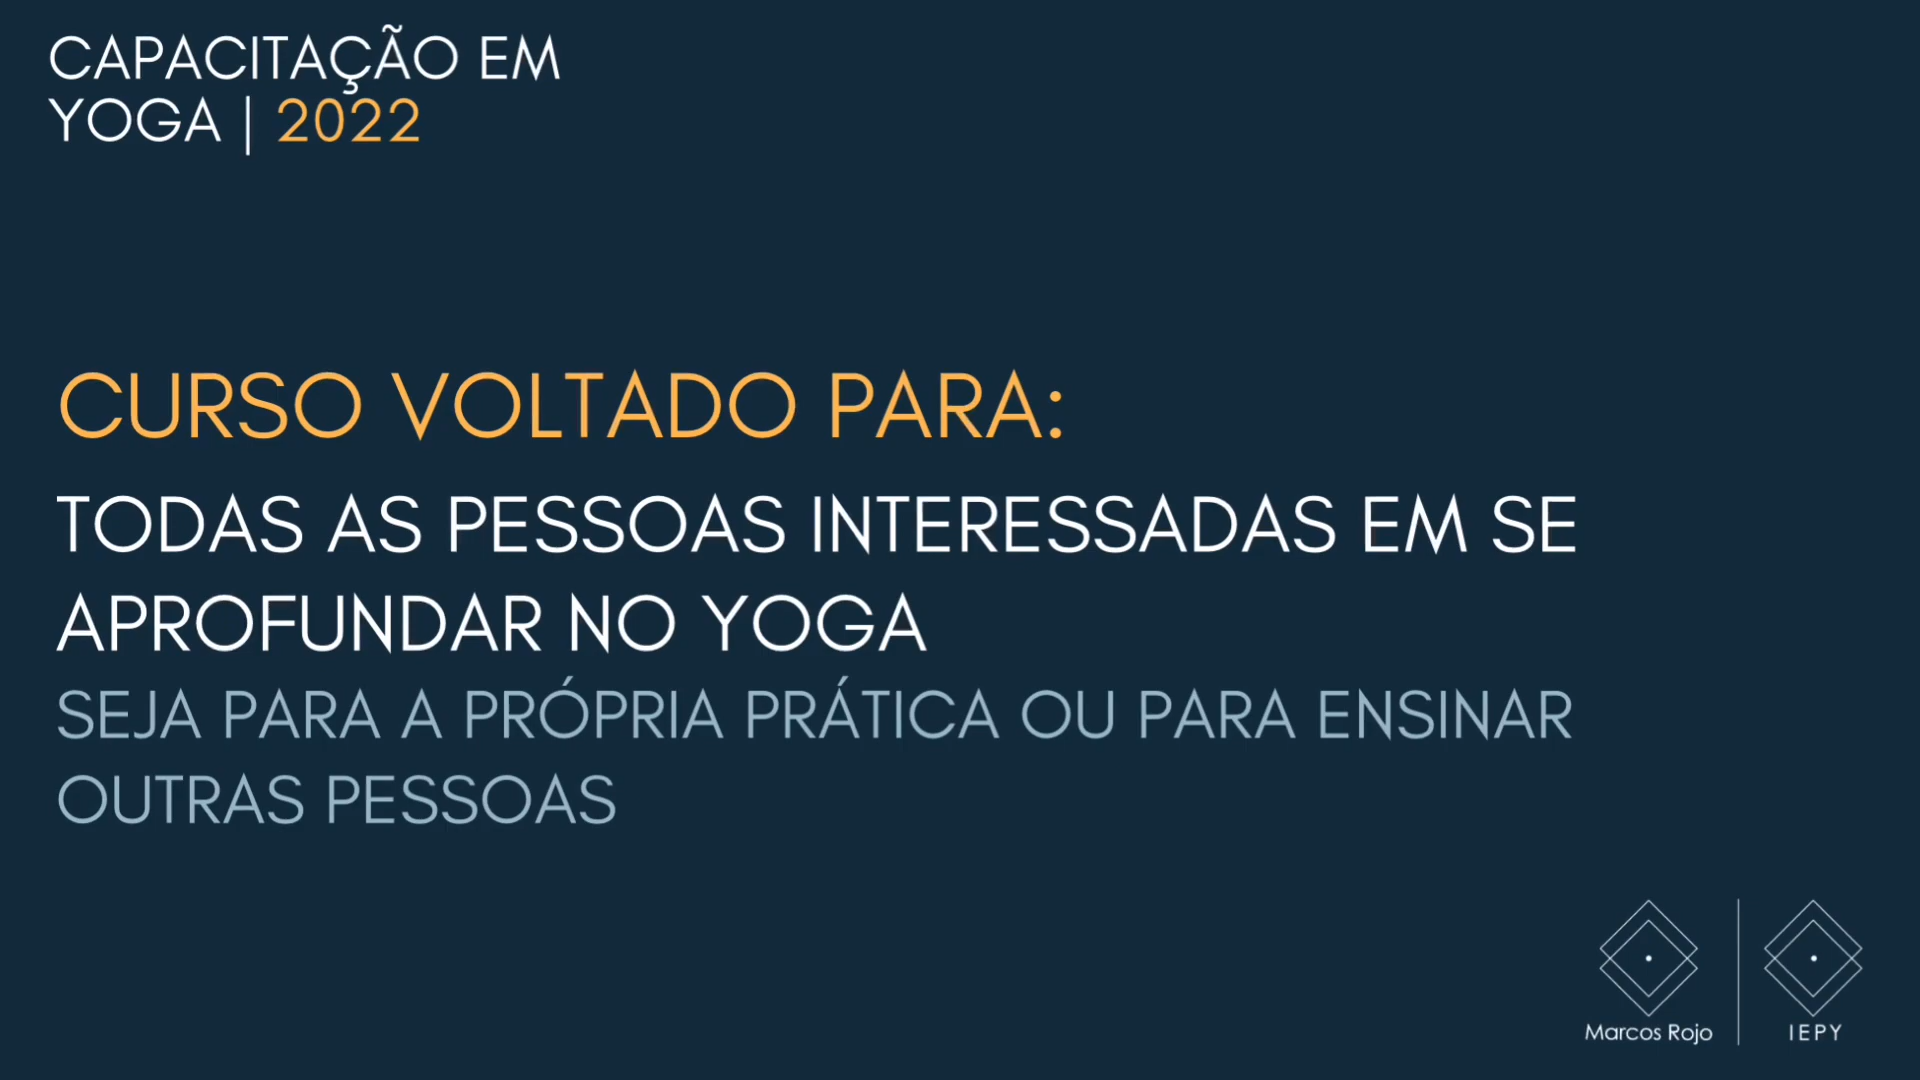 CAPACITAÇÃO EM
YOGA | 2022
CURSO VOLTADO PARA:
TODAS AS PESSOAS INTERESSADAS EM SE
APROFUNDAR NO YOGA
SEJA PARA A PRÓPRIA PRÁTICA OU PARA ENSINAR
OUTRAS PESSOAS
Marcos Rojo
IEPY